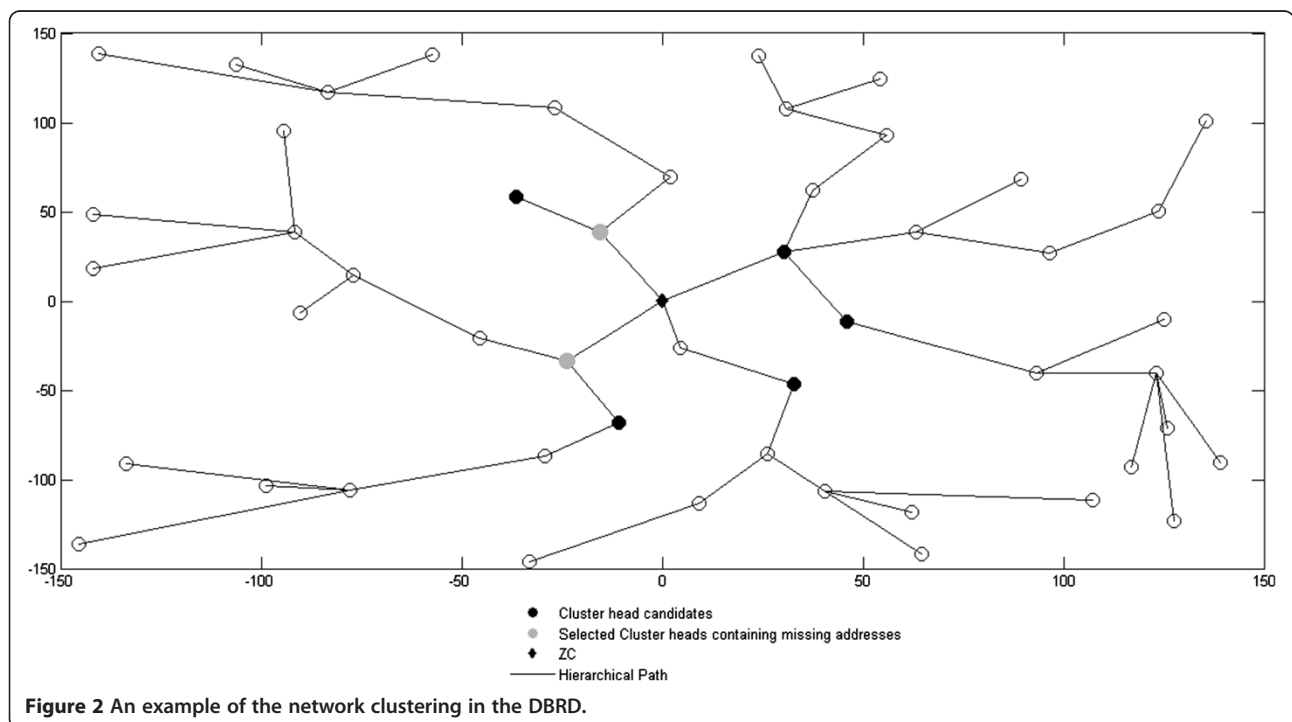 150
100
50
0
-50
-100
-150
-150
-100
-50
0
50
100
150
Cluster head candidates
Selected Cluster heads containing missing addresses
ZC
Hierarchical Path
Figure 2 An example of the network clustering in the DBRD.